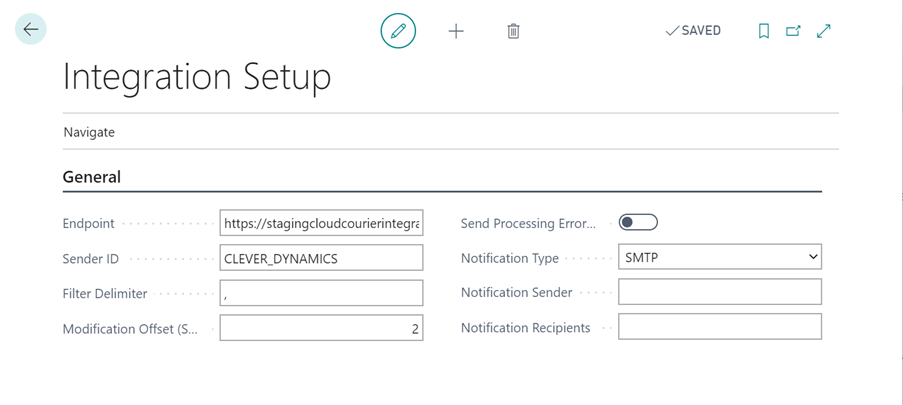 SAVED
Integration Setup
Navigate
General
Endpoint https://stagingcloudcourierintegra
Sender ID CLEVER_DYNAMICS
Filter Delimiter ,
Modification Offset (S... 2
Send Processing Error...
Notification Type SMTP
Notification Sender
Notification Recipients